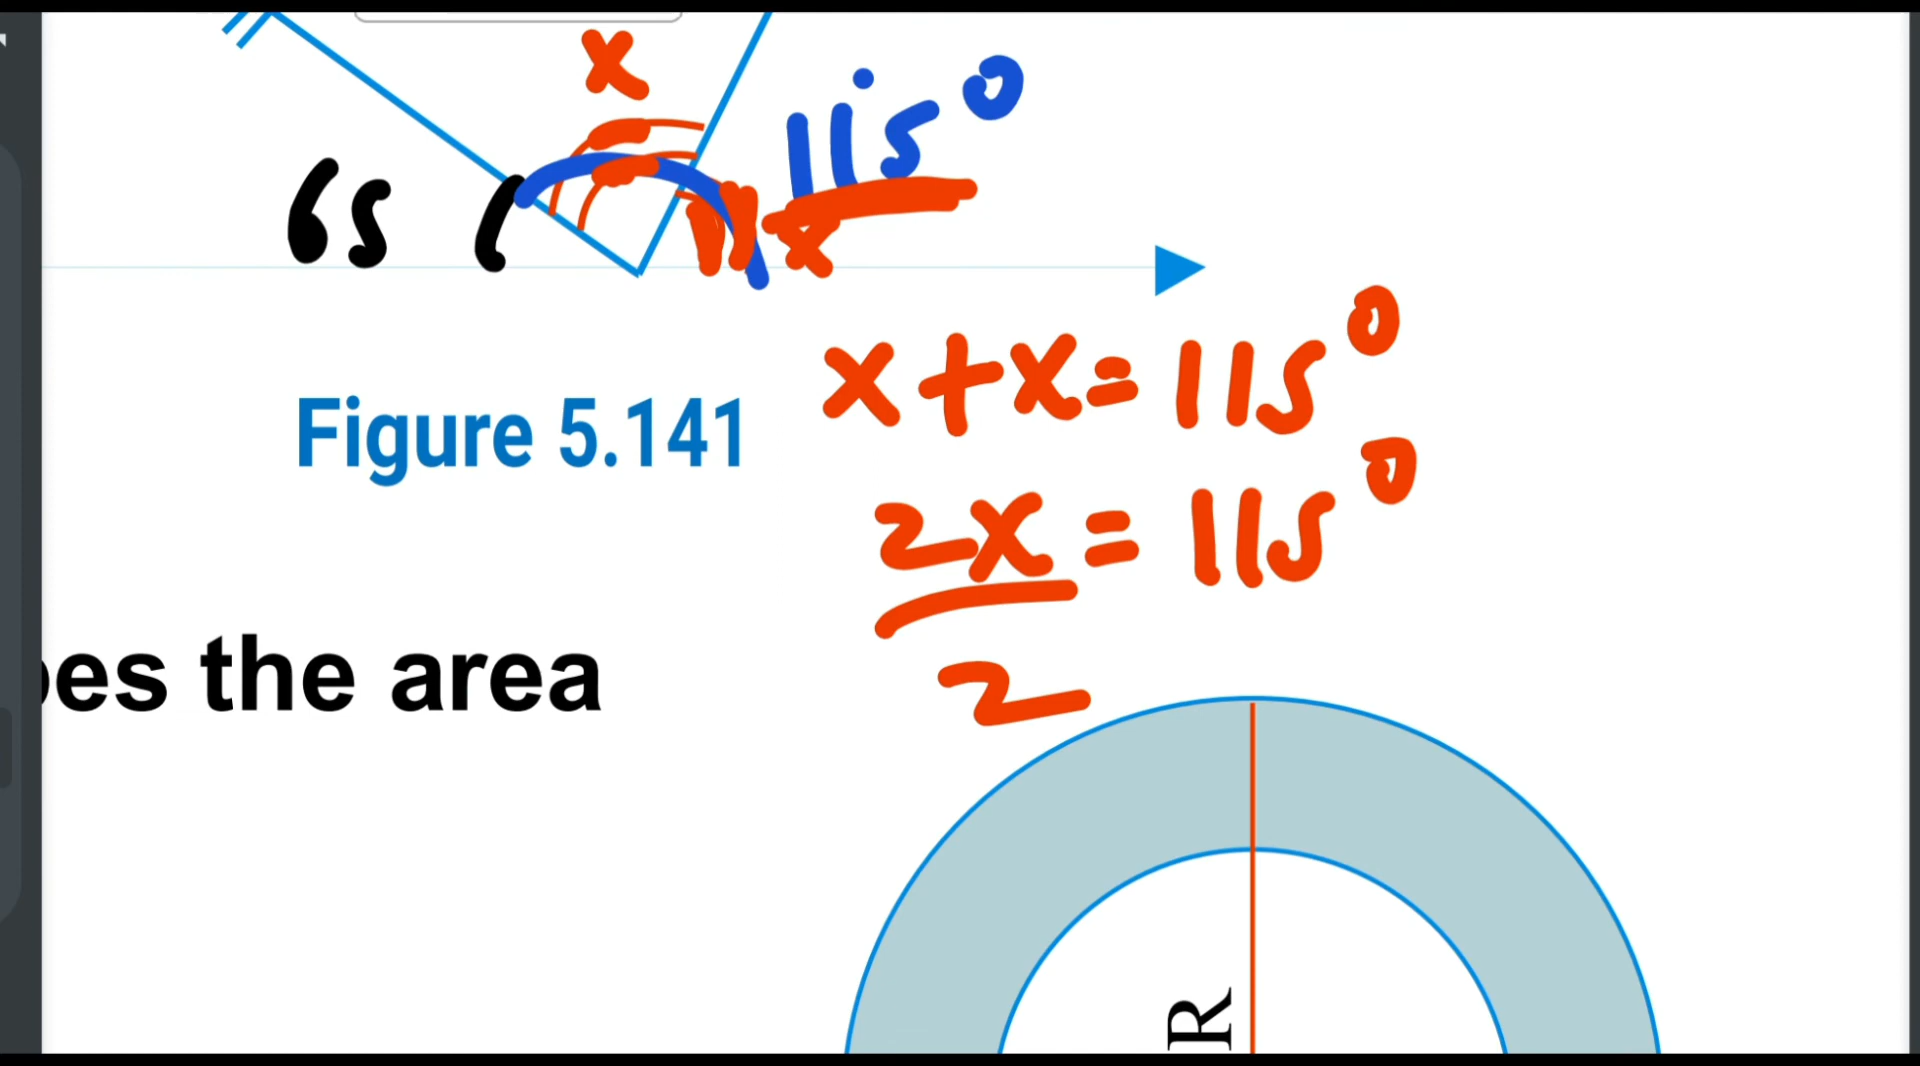 x
115°
65
x
x+x=115°
Figure 5.141
2x=115°
2
es the area
R